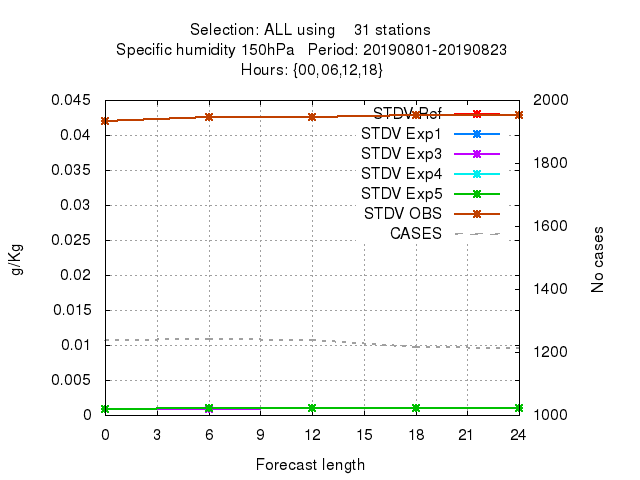 Selection: ALL using    31 stations
Specific humidity 150hPa   Period: 20190801-20190823
Hours: {00,06,12,18}
0.045
0.04
0.035
0.03
0.025
0.02
0.015
0.01
0.005
0
g/Kg
STDV Ref
STDV Exp1
STDV Exp3
STDV Exp4
STDV Exp5
STDV OBS
CASES
2000
1800
1600
1400
1200
1000
No cases
0 3 6 9 12 15 18 21 24
Forecast length